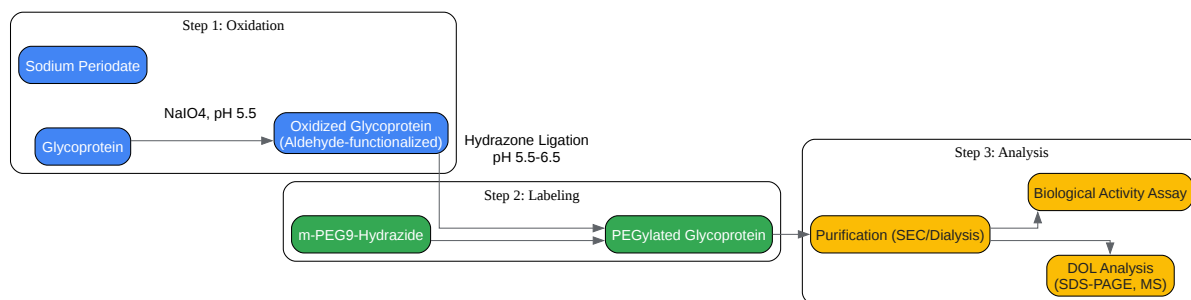 Step 1: Oxidation
Sodium Periodate
NaIO4, pH 5.5
Glycoprotein
Oxidized Glycoprotein
(Aldehyde-functionalized)
Hydrazone Ligation
pH 5.5-6.5
Step 2: Labeling
m-PEG9-Hydrazide
PEGylated Glycoprotein
Step 3: Analysis
Purification (SEC/Dialysis)
Biological Activity Assay
DOL Analysis
(SDS-PAGE, MS)